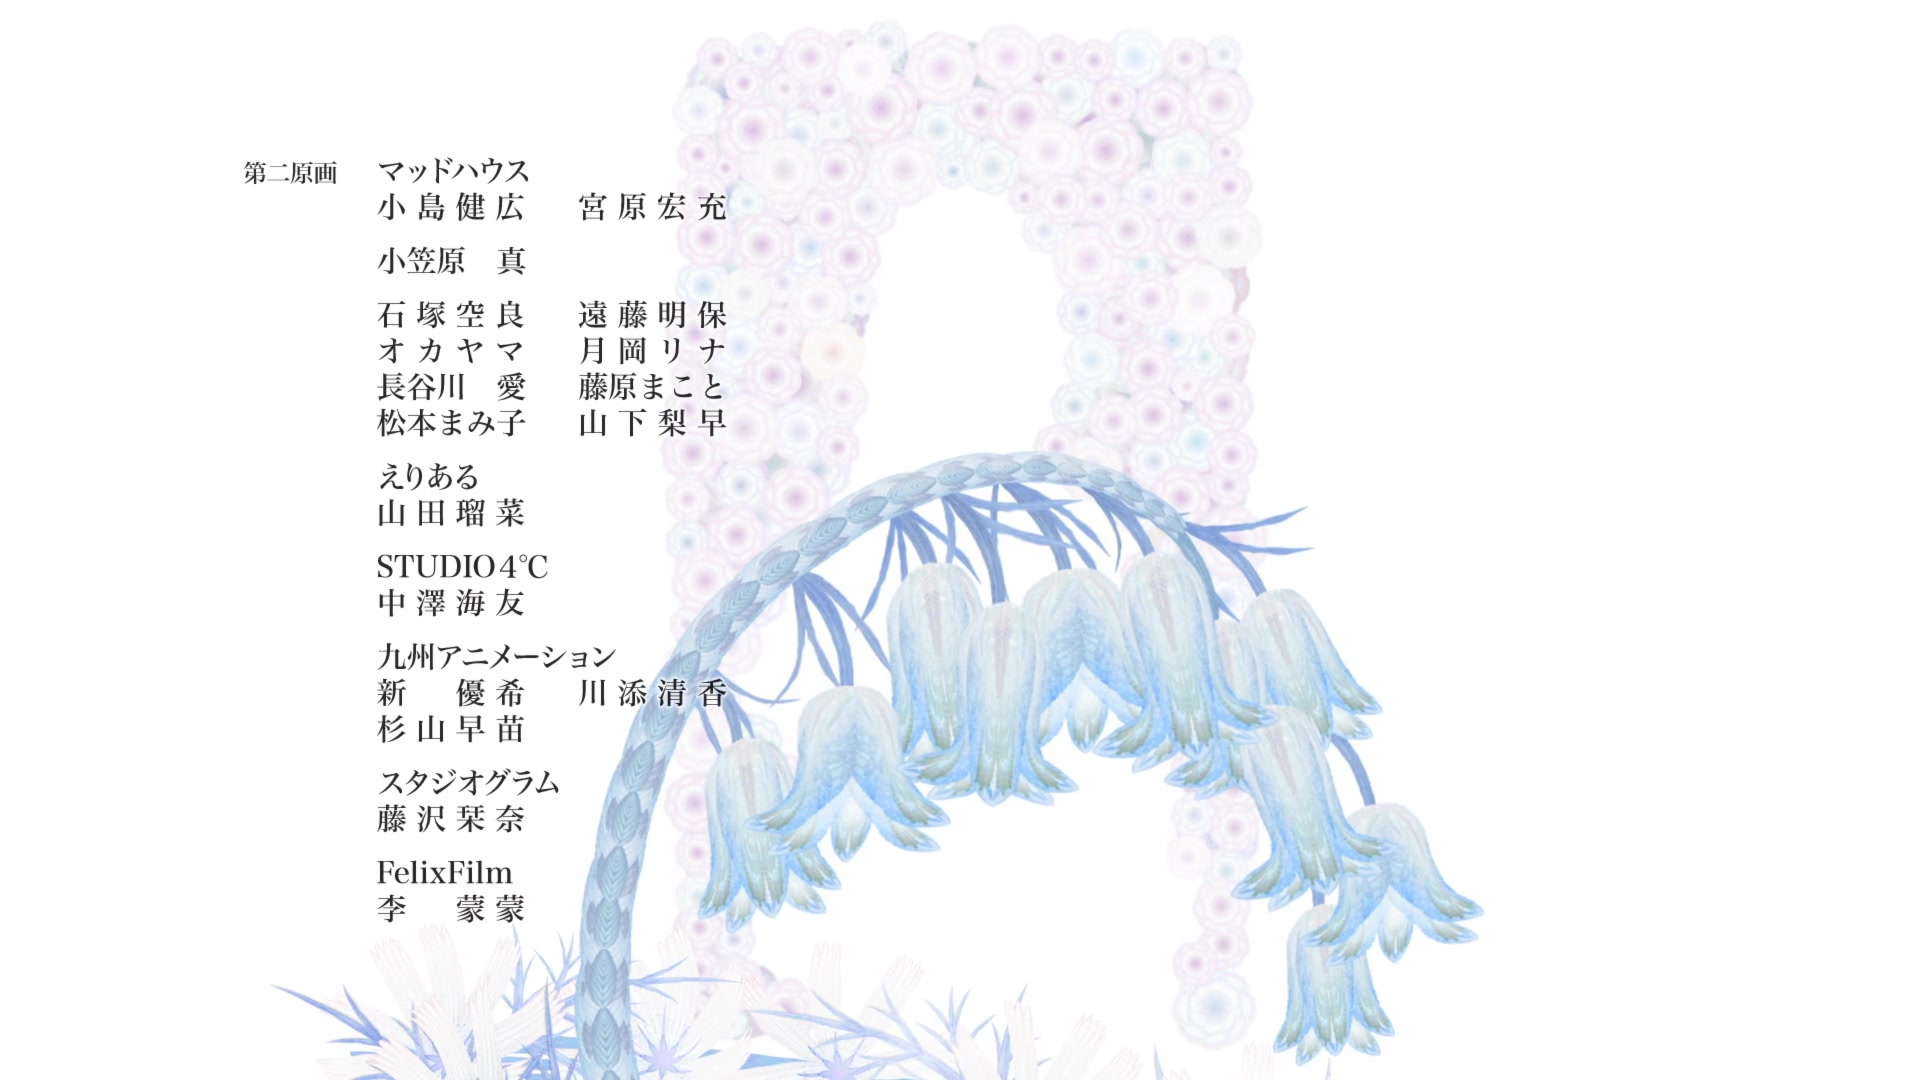 第二原画 マッドハウス
小島健広 宮原宏充
小笠原 真
石塚空良 遠藤明保
オカヤマ 月岡リナ
長谷川 愛 藤原まこと
松本まみ子 山下梨早
えりある
山田瑠菜
STUDIO4℃
中澤海友
九州アニメーション
新 優希 川添清香
杉山早苗
スタジオグラム
藤沢栞奈
FelixFilm
李 蒙蒙